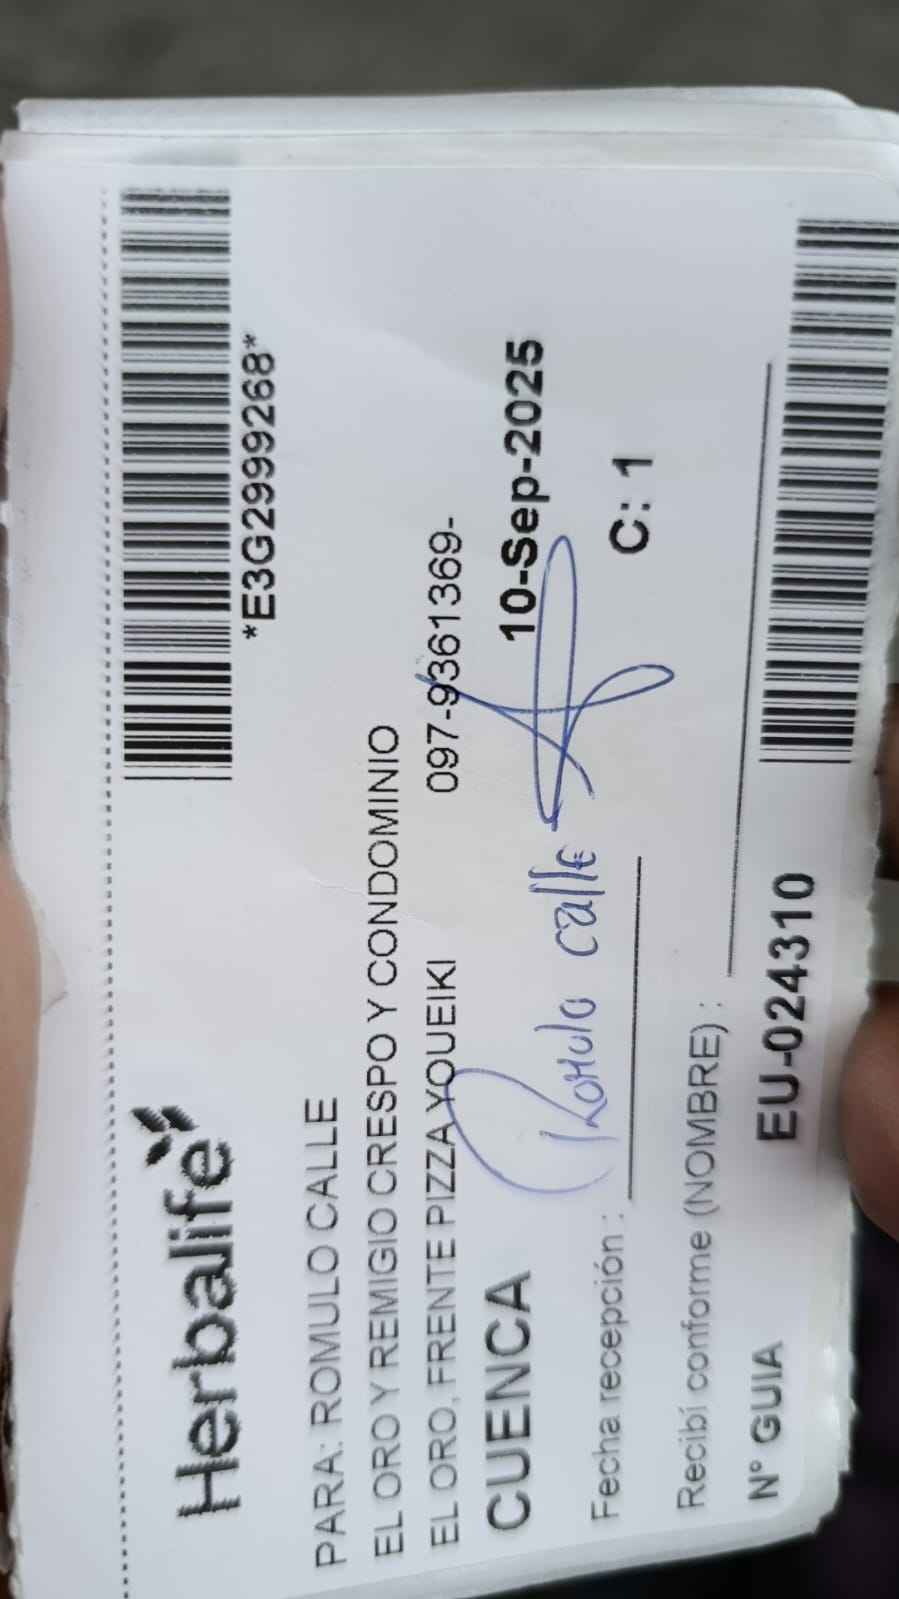 Herbalife
*E3G2999268*
PARA: ROMULO CALLE
EL ORO Y REMIGIO CRESPO Y CONDOMINIO
EL ORO, FRENTE PIZZA YOUEIKI 097-9361369-
CUENCA 10-Sep-2025
Romulo Calle
Fecha recepción : C: 1
Recibí conforme (NOMBRE) :
N° GUIA EU-024310